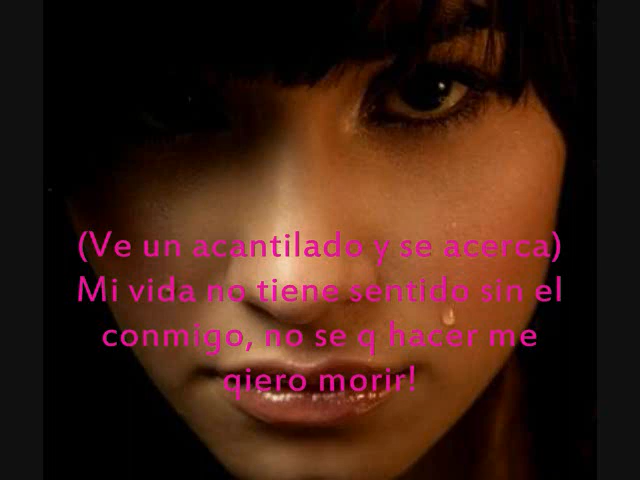 (Ve un acantilado y se acerca)
Mi vida no tiene sentido sin el
conmigo, no se q hacer me
qiero morir!